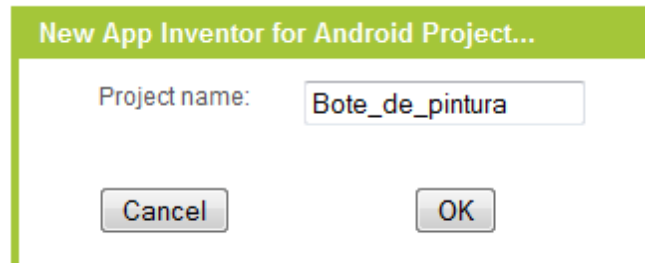 New App Inventor for Android Project...
Project name: Bote_de_pintura
Cancel OK